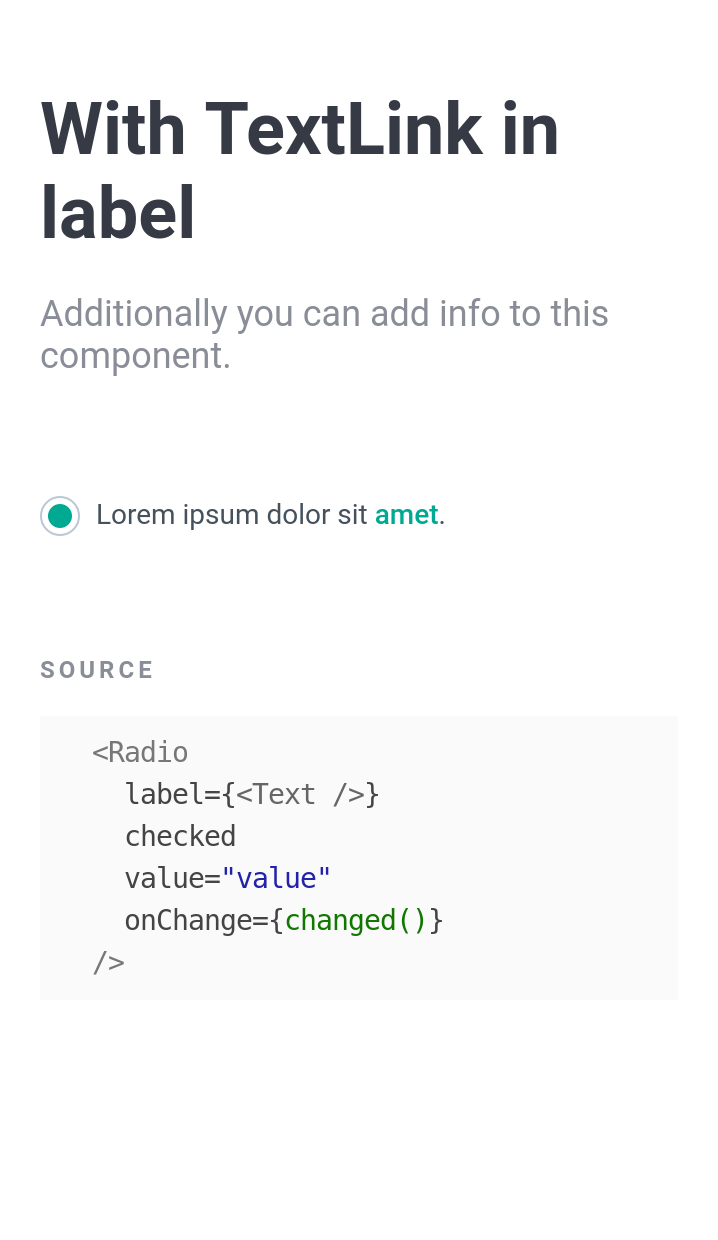 With TextLink in
label
Additionally you can add info to this
component.
Lorem ipsum dolor sit amet.
SOURCE
<Radio
  label={<Text />}
  checked
  value="value"
  onChange={changed()}
/>